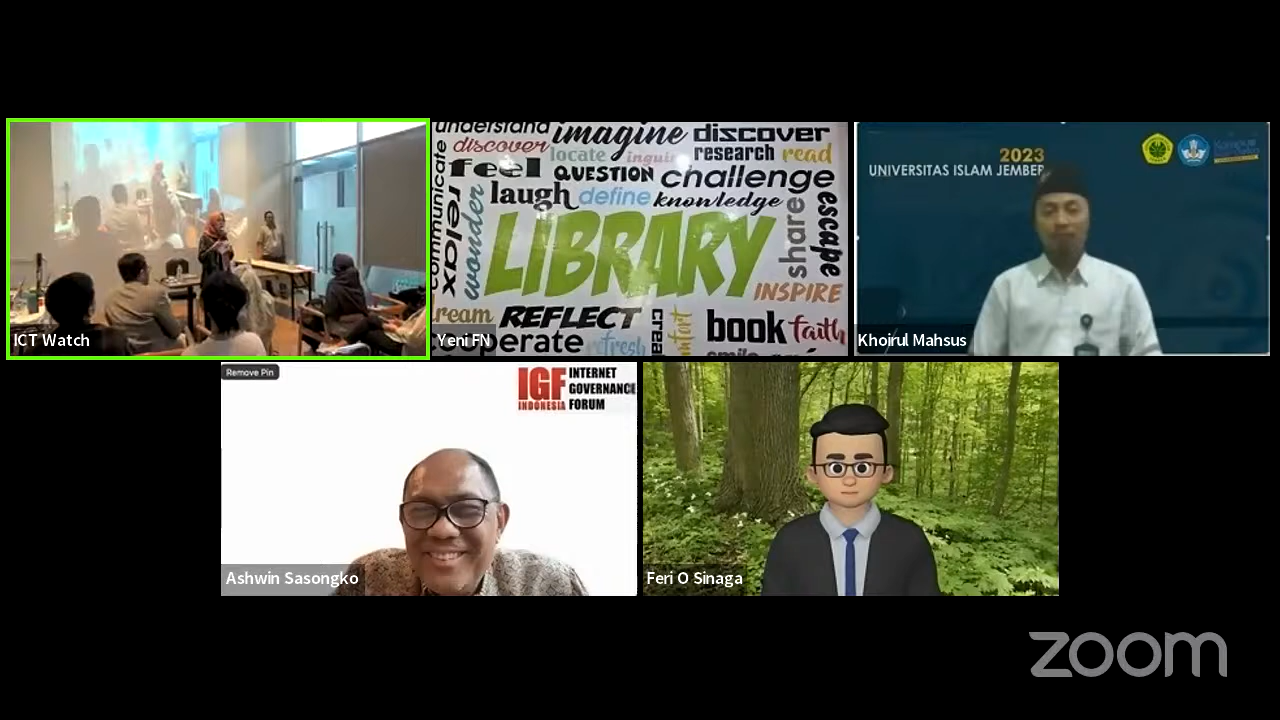 ICT Watch
understand
imagine
discover
discover
locate
research
read
feel
QUESTION
challenge
communicate
relax
wonder
laugh
define
knowledge
LIBRARY
share
escape
INSPIRE
REFLECT
book
faith
refresh
Yeni FN
2023
UNIVERSITAS ISLAM JEMBER
Khoirul Mahsus
Remove Pin
IGF
INDONESIA
INTERNET
GOVERNANCE
FORUM
Ashwin Sasongko
Feri O Sinaga
zoom